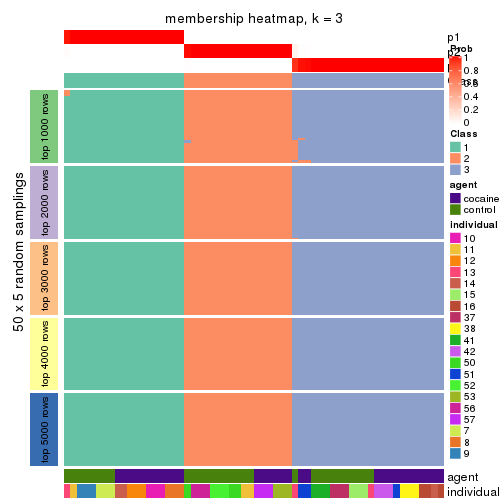 membership heatmap, k = 3
p1
p2
Prob
1
0.8
0.6
0.4
0.2
0
Class
1
2
3
agent
cocaine
control
individual
10
11
12
13
14
15
16
37
38
41
42
50
51
52
53
56
57
7
8
9
50 x 5 random samplings
top 1000 rows
top 2000 rows
top 3000 rows
top 4000 rows
top 5000 rows
agent
individual